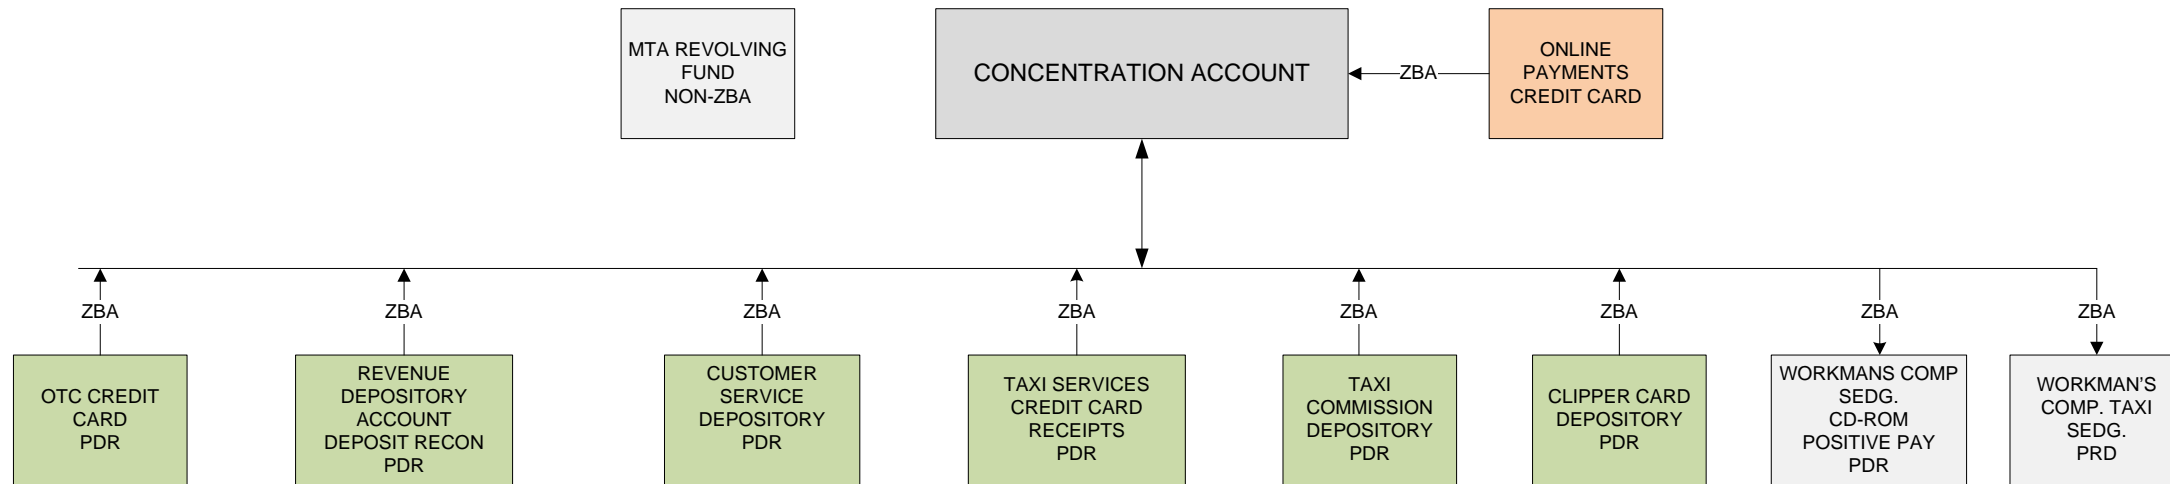 MTA REVOLVING
FUND
NON-ZBA
CONCENTRATION ACCOUNT
ZBA
ONLINE
PAYMENTS
CREDIT CARD
ZBA
ZBA
ZBA
ZBA
ZBA
ZBA
ZBA
ZBA
OTC CREDIT
CARD
PDR
REVENUE
DEPOSITORY
ACCOUNT
DEPOSIT RECON
PDR
CUSTOMER
SERVICE
DEPOSITORY
PDR
TAXI SERVICES
CREDIT CARD
RECEIPTS
PDR
TAXI
COMMISSION
DEPOSITORY
PDR
CLIPPER CARD
DEPOSITORY
PDR
WORKMANS COMP
SEDG.
CD-ROM
POSITIVE PAY
PDR
WORKMAN’S
COMP. TAXI
SEDG.
PRD